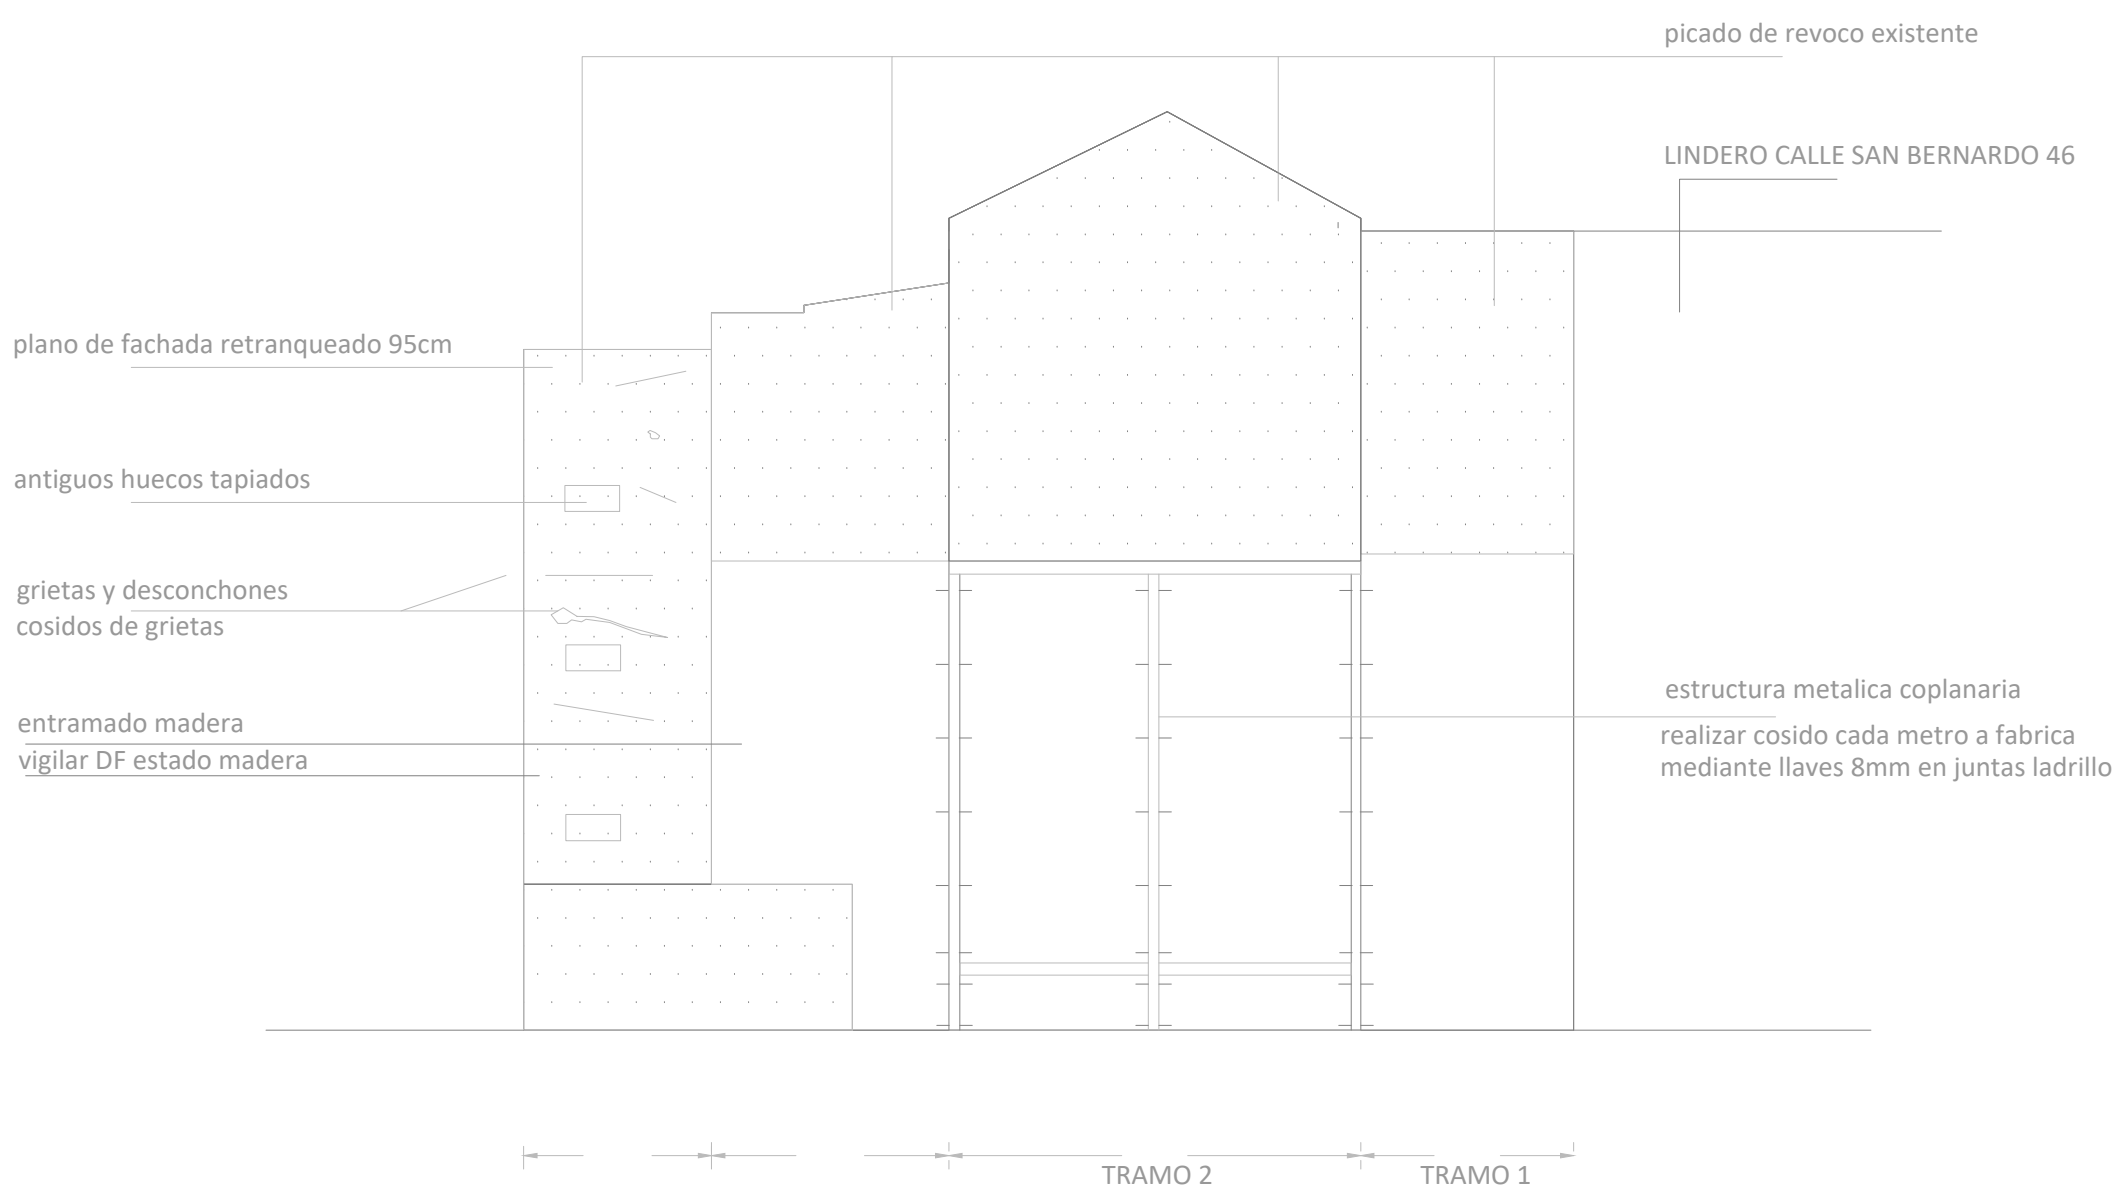 picado de revoco existente
LINDERO CALLE SAN BERNARDO 46
plano de fachada retranqueado 95cm
antiguos huecos tapiados
grietas y desconchones
cosidos de grietas
entramado madera
vigilar DF estado madera
estructura metalica coplanaria
realizar cosido cada metro a fabrica
mediante llaves 8mm en juntas ladrillo
TRAMO 2
TRAMO 1